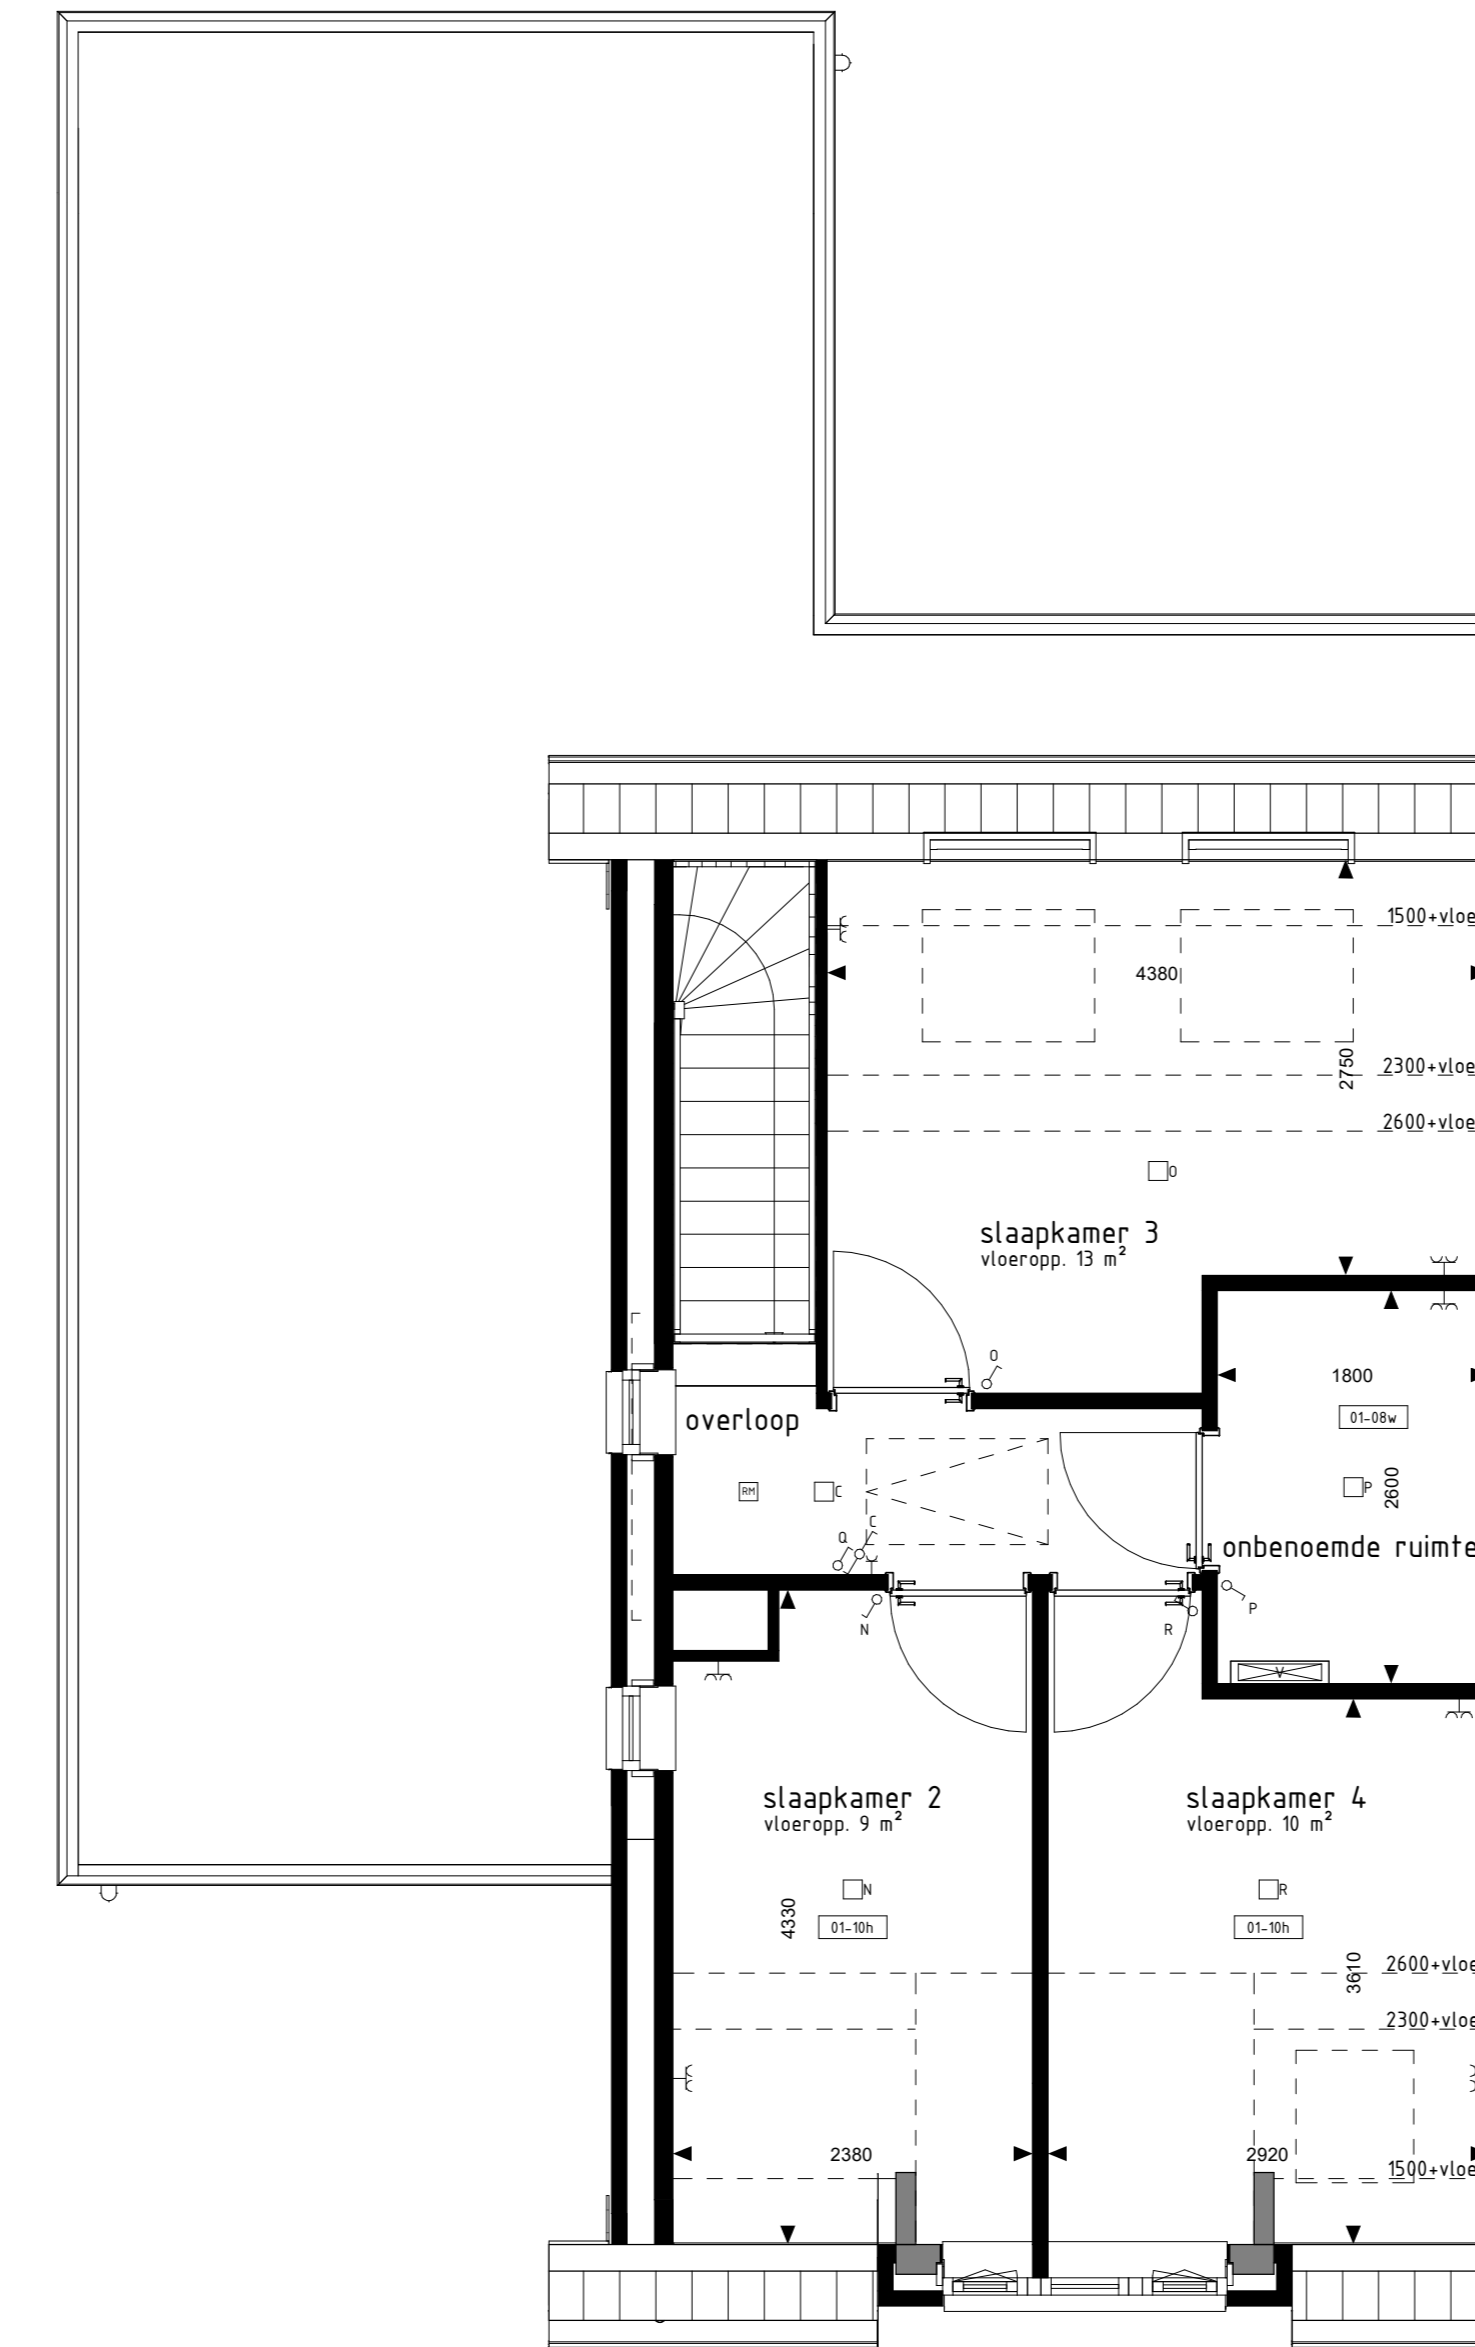 1500+vloe
4380
2750
2300+vloe
2600+vloe
O
slaapkamer 3
vloeropp. 13 m²
O
1800
01-08w
overloop
RM
C
P
2600
C
Q
onbenoemde ruimte
N
R
P
V
slaapkamer 2
vloeropp. 9 m²
slaapkamer 4
vloeropp. 10 m²
N
R
4330
01-10h
01-10h
3610
2600+vloe
2300+vloe
2380
2920
1500+vloe